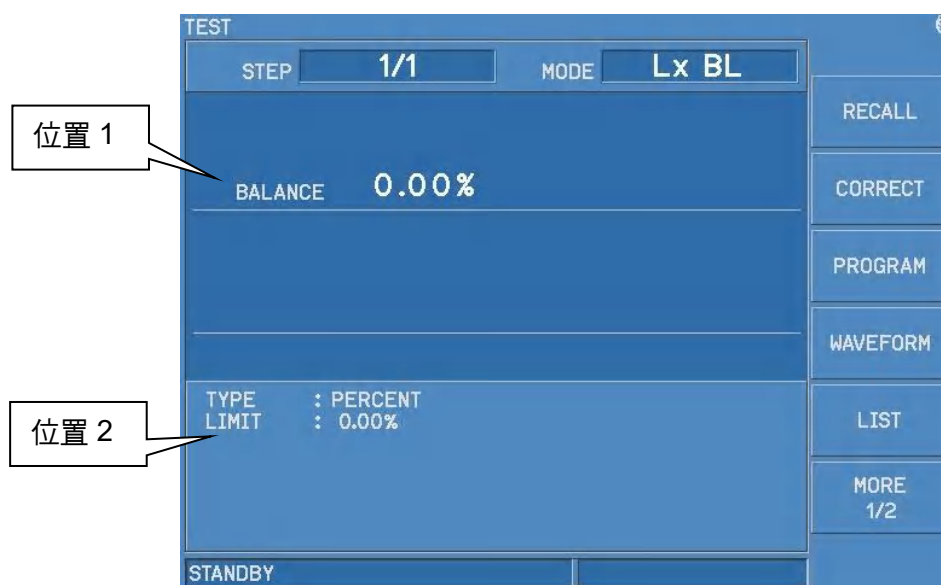 TEST
STEP 1/1 MODE Lx BL
位置 1
BALANCE 0.00%
TYPE : PERCENT
LIMIT : 0.00%
位置 2
STANDBY
RECALL
CORRECT
PROGRAM
WAVEFORM
LIST
MORE
1/2